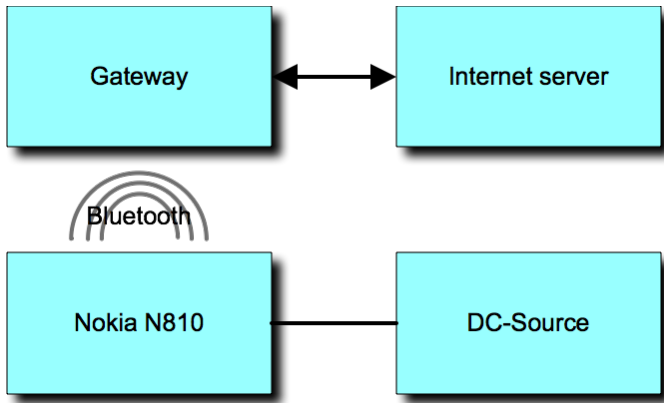 Gateway
Internet server
Bluetooth
Nokia N810
DC-Source